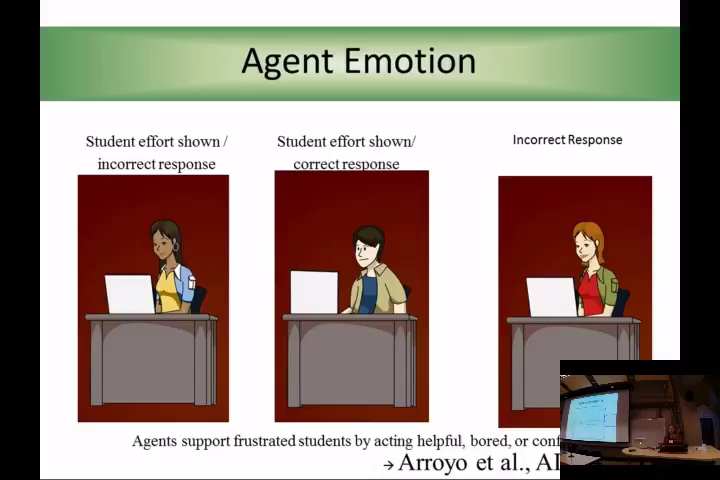 Agent Emotion
Student effort shown /
incorrect response
Student effort shown/
correct response
Incorrect Response
Agents support frustrated students by acting helpful, bored, or
→ Arroyo et al.,